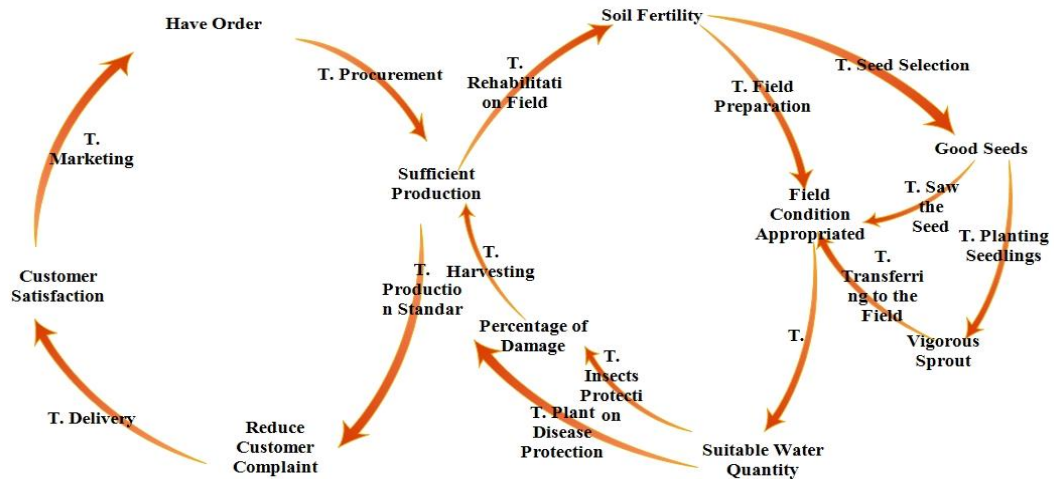 Have Order
T. Procurement
T.
Marketing
Customer
Satisfaction
T. Delivery
Reduce
Customer
Complaint
T.
Productio
n Standar
Sufficient
Production
T.
Rehabilitati
on Field
Soil Fertility
T. Seed Selection
T. Field
Preparation
Good Seeds
T. Saw
the
Seed
T. Planting
Seedlings
Field
Condition
Appropriated
T.
Transferri
ng to the
Field
Vigorous
Sprout
T.
Suitable Water
Quantity
T.
Insects
Protecti
on
T. Plant
Disease
Protection
Percentage of
Damage
T.
Harvesting